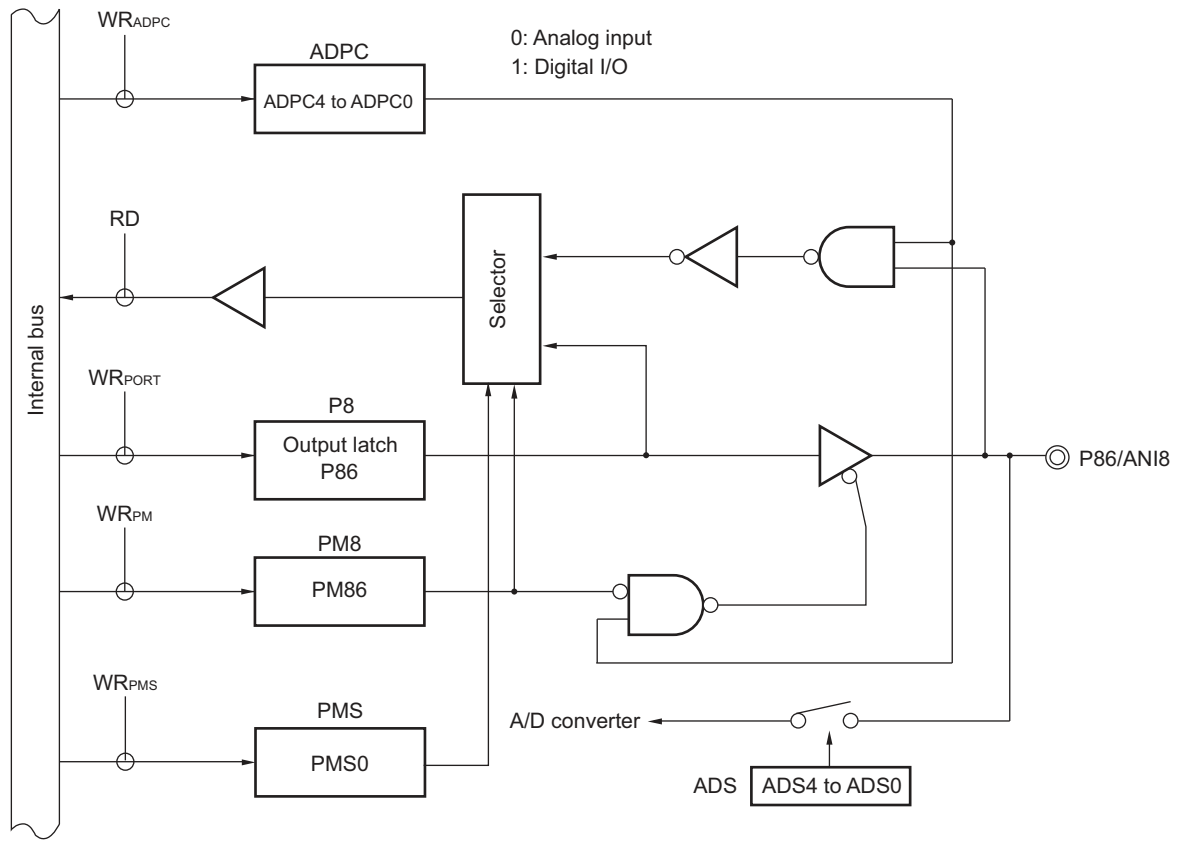 WRADPC
ADPC
0: Analog input
1: Digital I/O
ADPC4 to ADPC0
RD
Selector
Internal bus
WRPORT
P8
Output latch
P86
P86/ANI8
WRPM
PM8
PM86
WRPMS
PMS
PMS0
A/D converter
ADS
ADS4 to ADS0